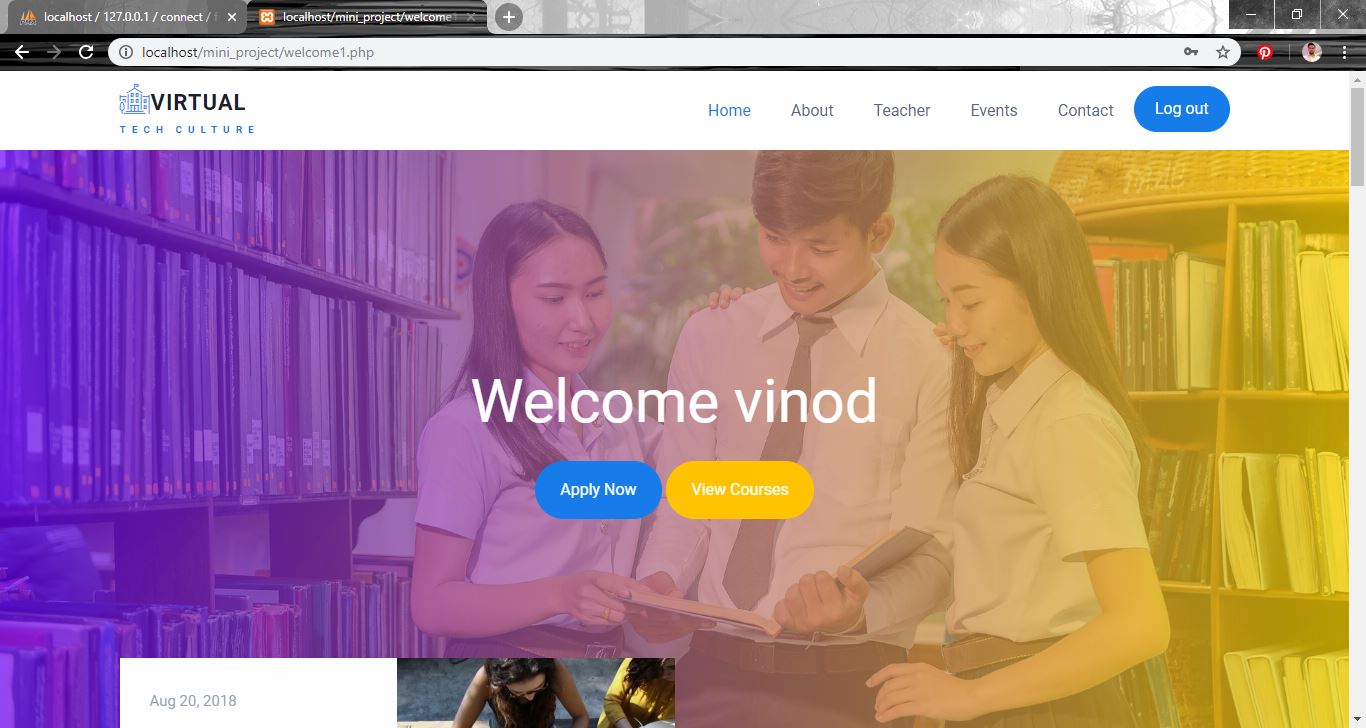 localhost / 127.0.0.1 / connect /
localhost/mini_project/welcome
localhost/mini_project/welcome1.php
VIRTUAL
TECH CULTURE
Home
About
Teacher
Events
Contact
Log out
Welcome vinod
Apply Now
View Courses
Aug 20, 2018